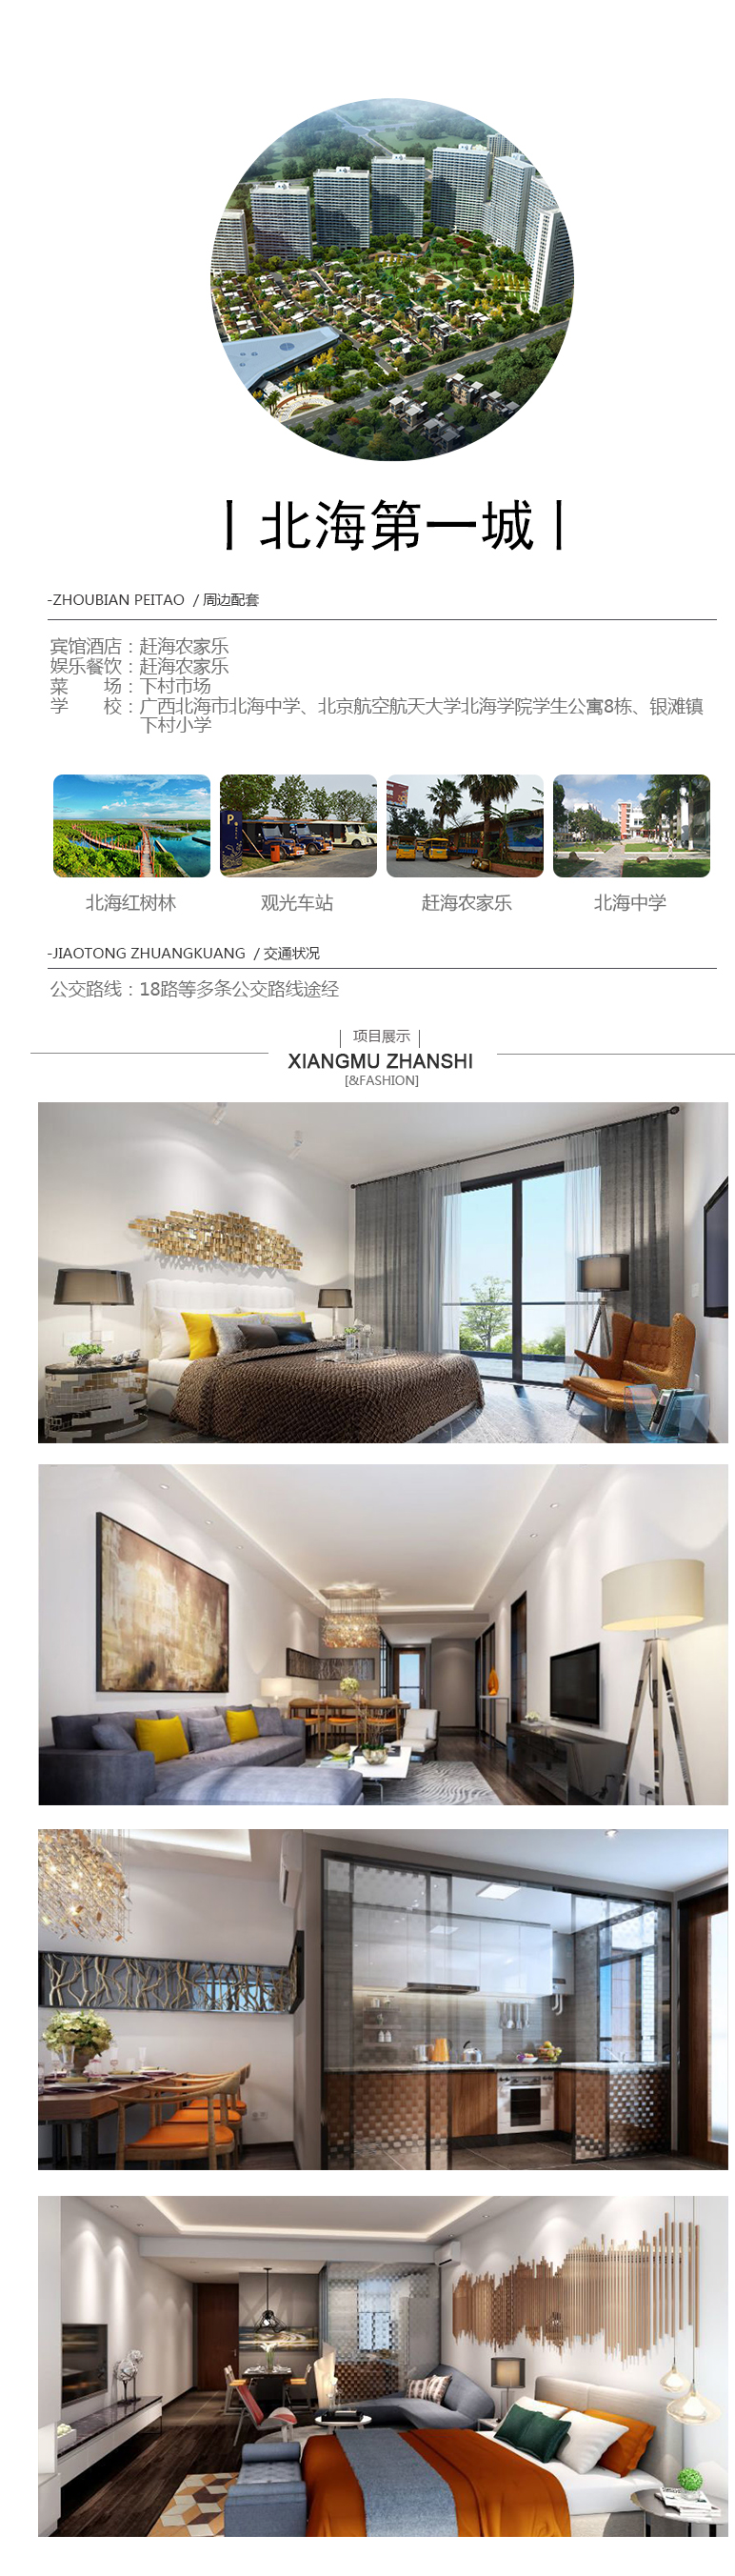 丨北海第一城丨
-ZHOUBIAN PEITAO / 周边配套
宾馆酒店：赶海农家乐
娱乐餐饮：赶海农家乐
菜　　场：下村市场
学　　校：广西北海市北海中学、北京航空航天大学北海学院学生公寓8栋、银滩镇
下村小学
P
北海红树林 观光车站 赶海农家乐 北海中学
-JIAOTONG ZHUANGKUANG / 交通状况
公交路线：18路等多条公交路线途经
| 项目展示 |
XIANGMU ZHANSHI
[&FASHION]